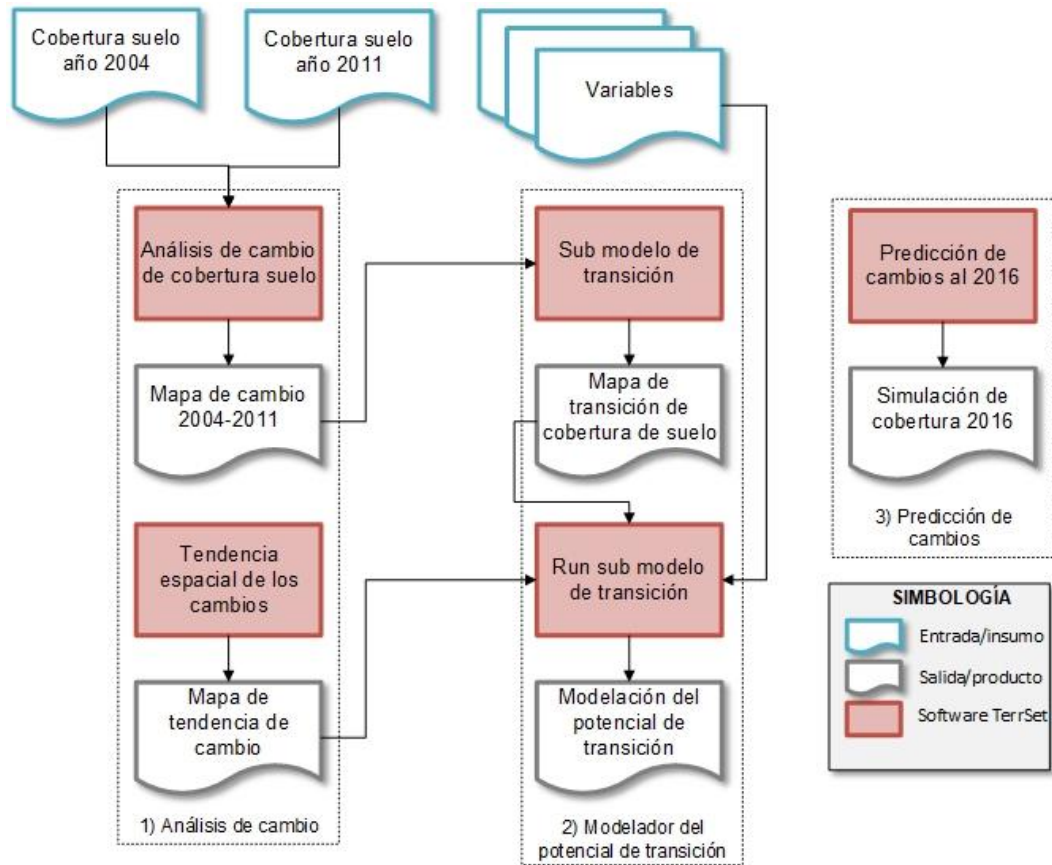 Cobertura suelo
año 2004
Cobertura suelo
año 2011
Variables
Análisis de cambio
de cobertura suelo
Mapa de cambio
2004-2011
Tendencia
espacial de los
cambios
Mapa de
tendencia de
cambio
1) Análisis de cambio
Sub modelo de
transición
Mapa de
transición de
cobertura de suelo
Run sub modelo
de transición
Modelación del
potencial de
transición
2) Modelador del
potencial de transición
Predicción de
cambios al 2016
Simulación de
cobertura 2016
3) Predicción de
cambios
SIMBOLOGÍA
Entrada/insumo
Salida/producto
Software TerrSet